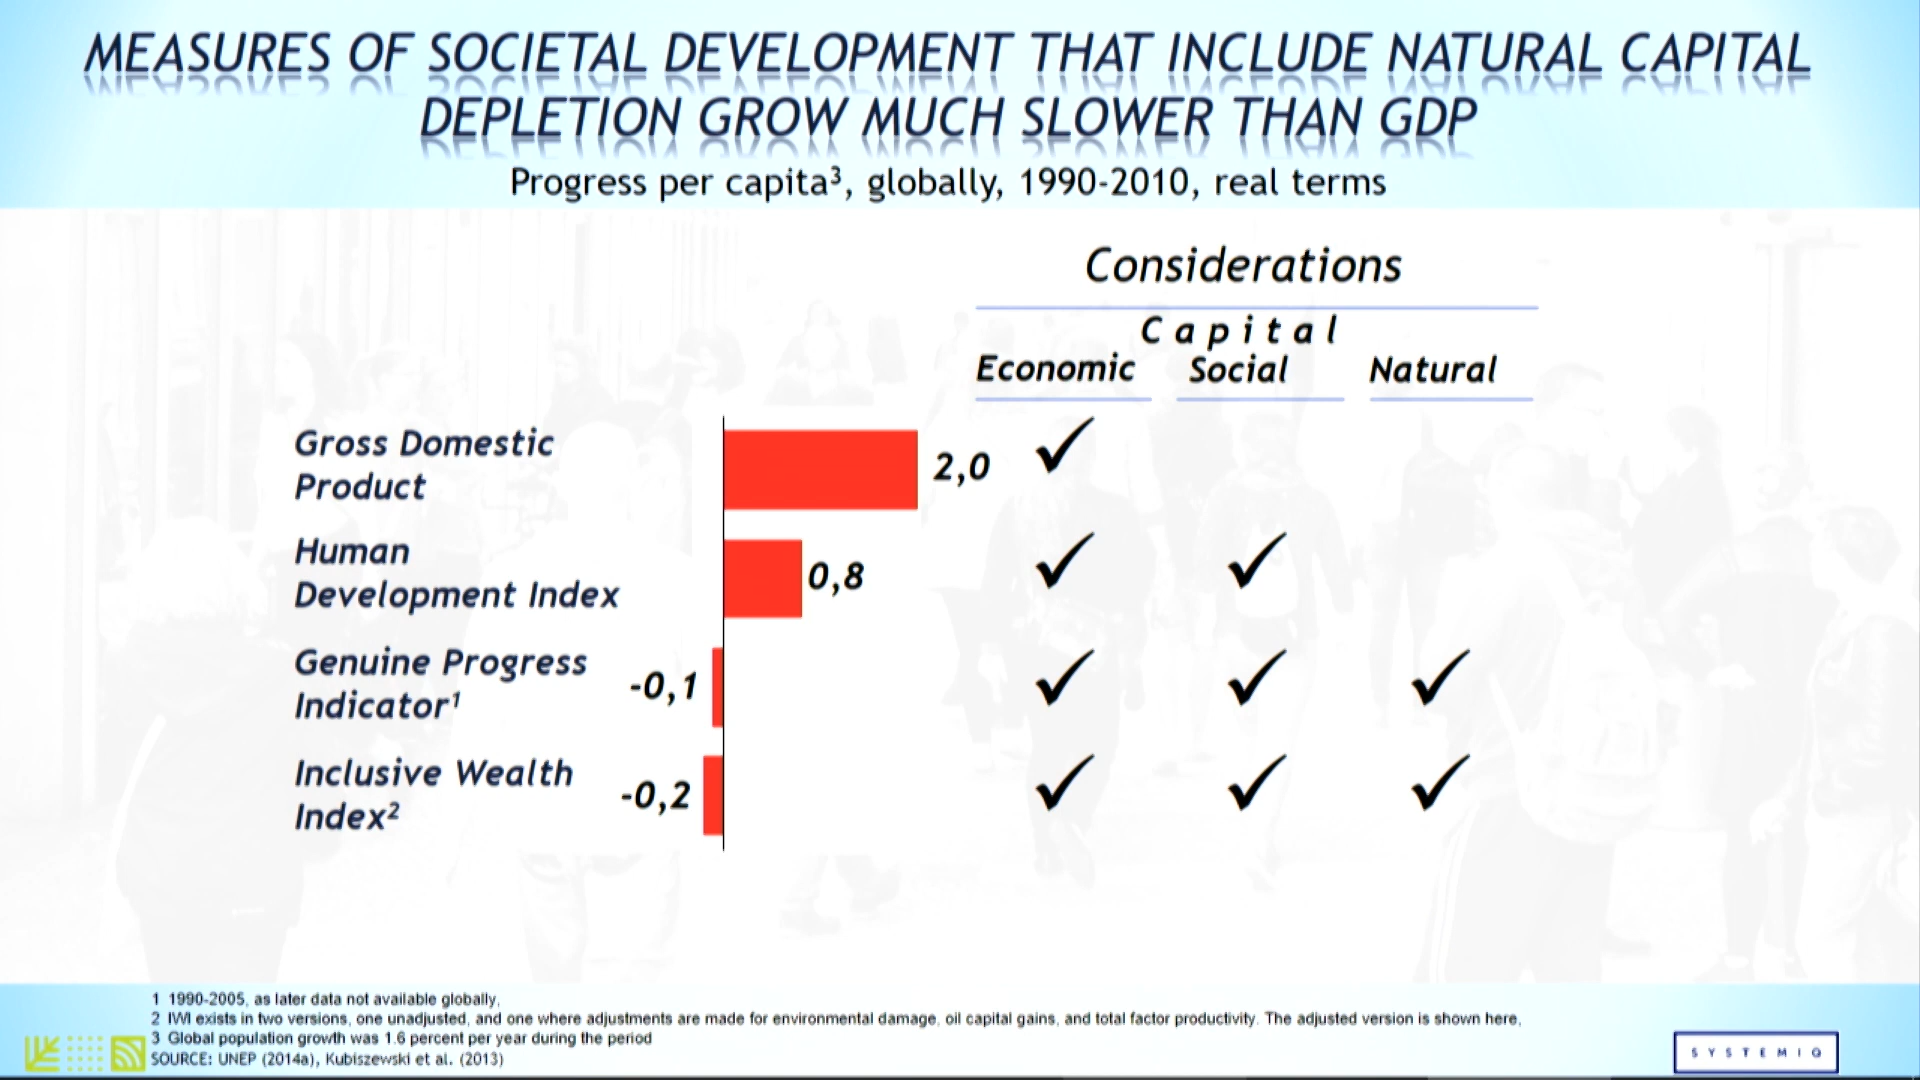 MEASURES OF SOCIETAL DEVELOPMENT THAT INCLUDE NATURAL CAPITAL
DEPLETION GROW MUCH SLOWER THAN GDP
Progress per capita³, globally, 1990-2010, real terms
Considerations
Capital
Economic Social Natural
Gross Domestic
Product
2,0 ✓
Human
Development Index
0,8 ✓ ✓
Genuine Progress
Indicator¹
-0,1 ✓ ✓ ✓
Inclusive Wealth
Index²
-0,2 ✓ ✓ ✓
1 1990-2005, as later data not available globally,
2 IWI exists in two versions, one unadjusted, and one where adjustments are made for environmental damage, oil capital gains, and total factor productivity. The adjusted version is shown here,
3 Global population growth was 1.6 percent per year during the period
SOURCE: UNEP (2014a), Kubiszewski et al. (2013)
SYSTEMIQ